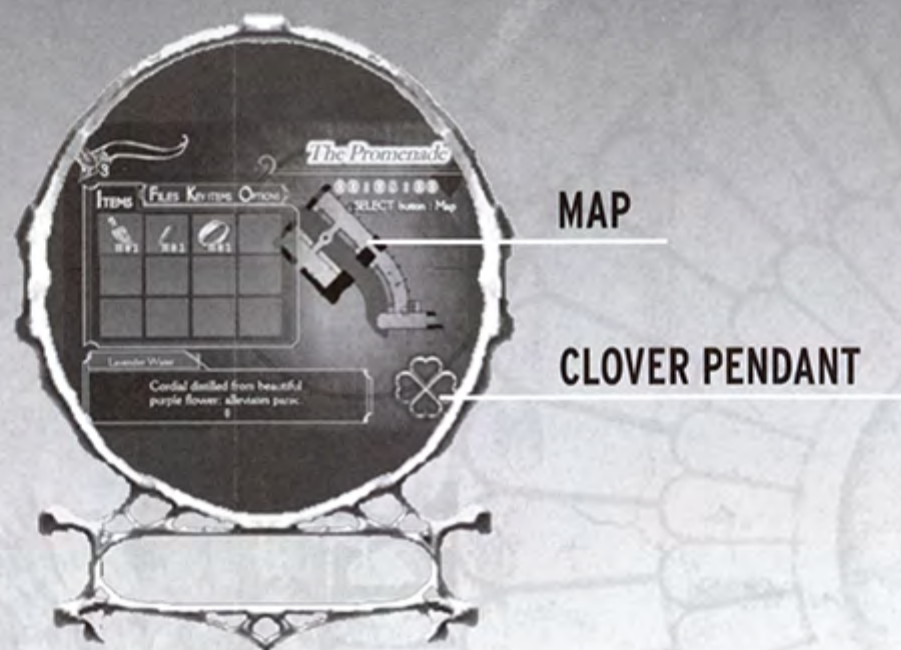 The Promenade
SELECT button : Map
ITEMS FILES KEY ITEMS OPTIONS
MAP
CLOVER PENDANT
Lavender Water
Cordial distilled from beautiful
purple flower: alleviates panic.